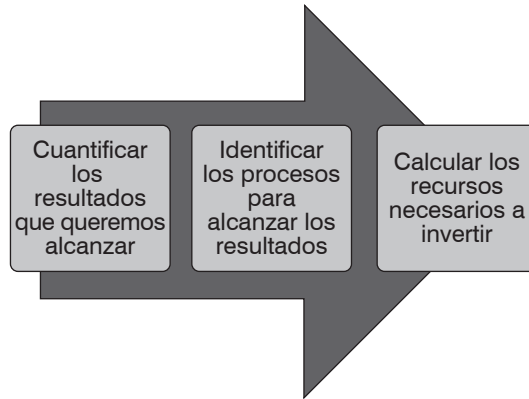 Cuantificar
los
resultados
que queremos
alcanzar
Identificar
los procesos
para
alcanzar los
resultados
Calcular los
recursos
necesarios a
invertir